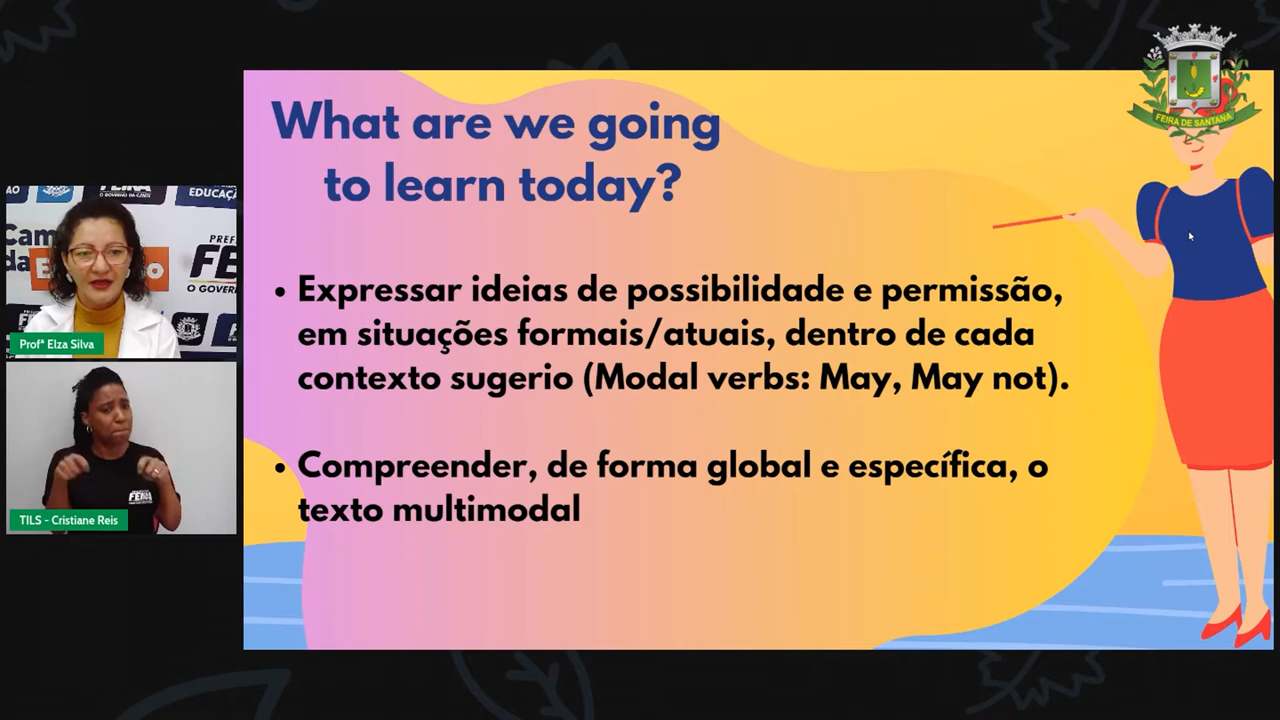 What are we going
to learn today?
• Expressar ideias de possibilidade e permissão,
em situações formais/atuais, dentro de cada
contexto sugerio (Modal verbs: May, May not).
• Compreender, de forma global e específica, o
texto multimodal
FEIRA DE SANTANA
EDUCAÇ
O GOVER
Profª Elza Silva
TILS - Cristiane Reis